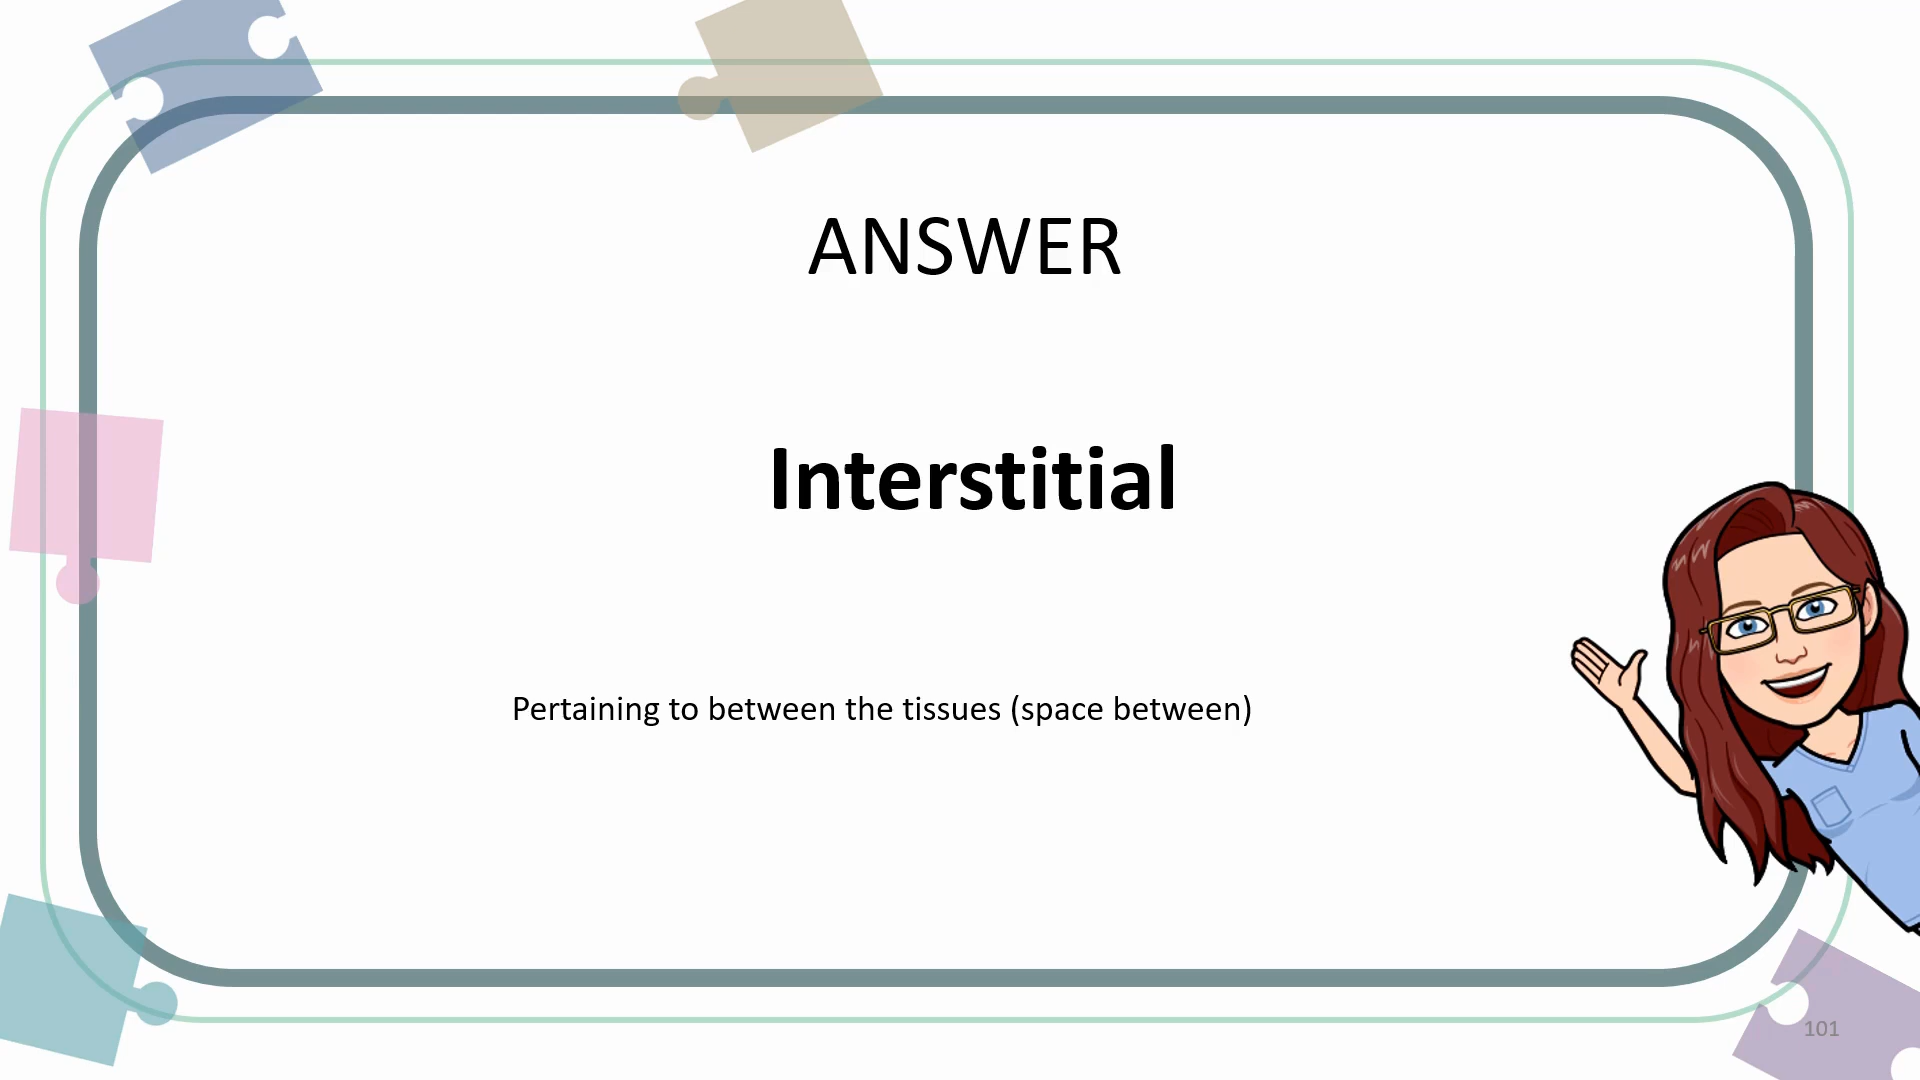 ANSWER
Interstitial
Pertaining to between the tissues (space between)
101